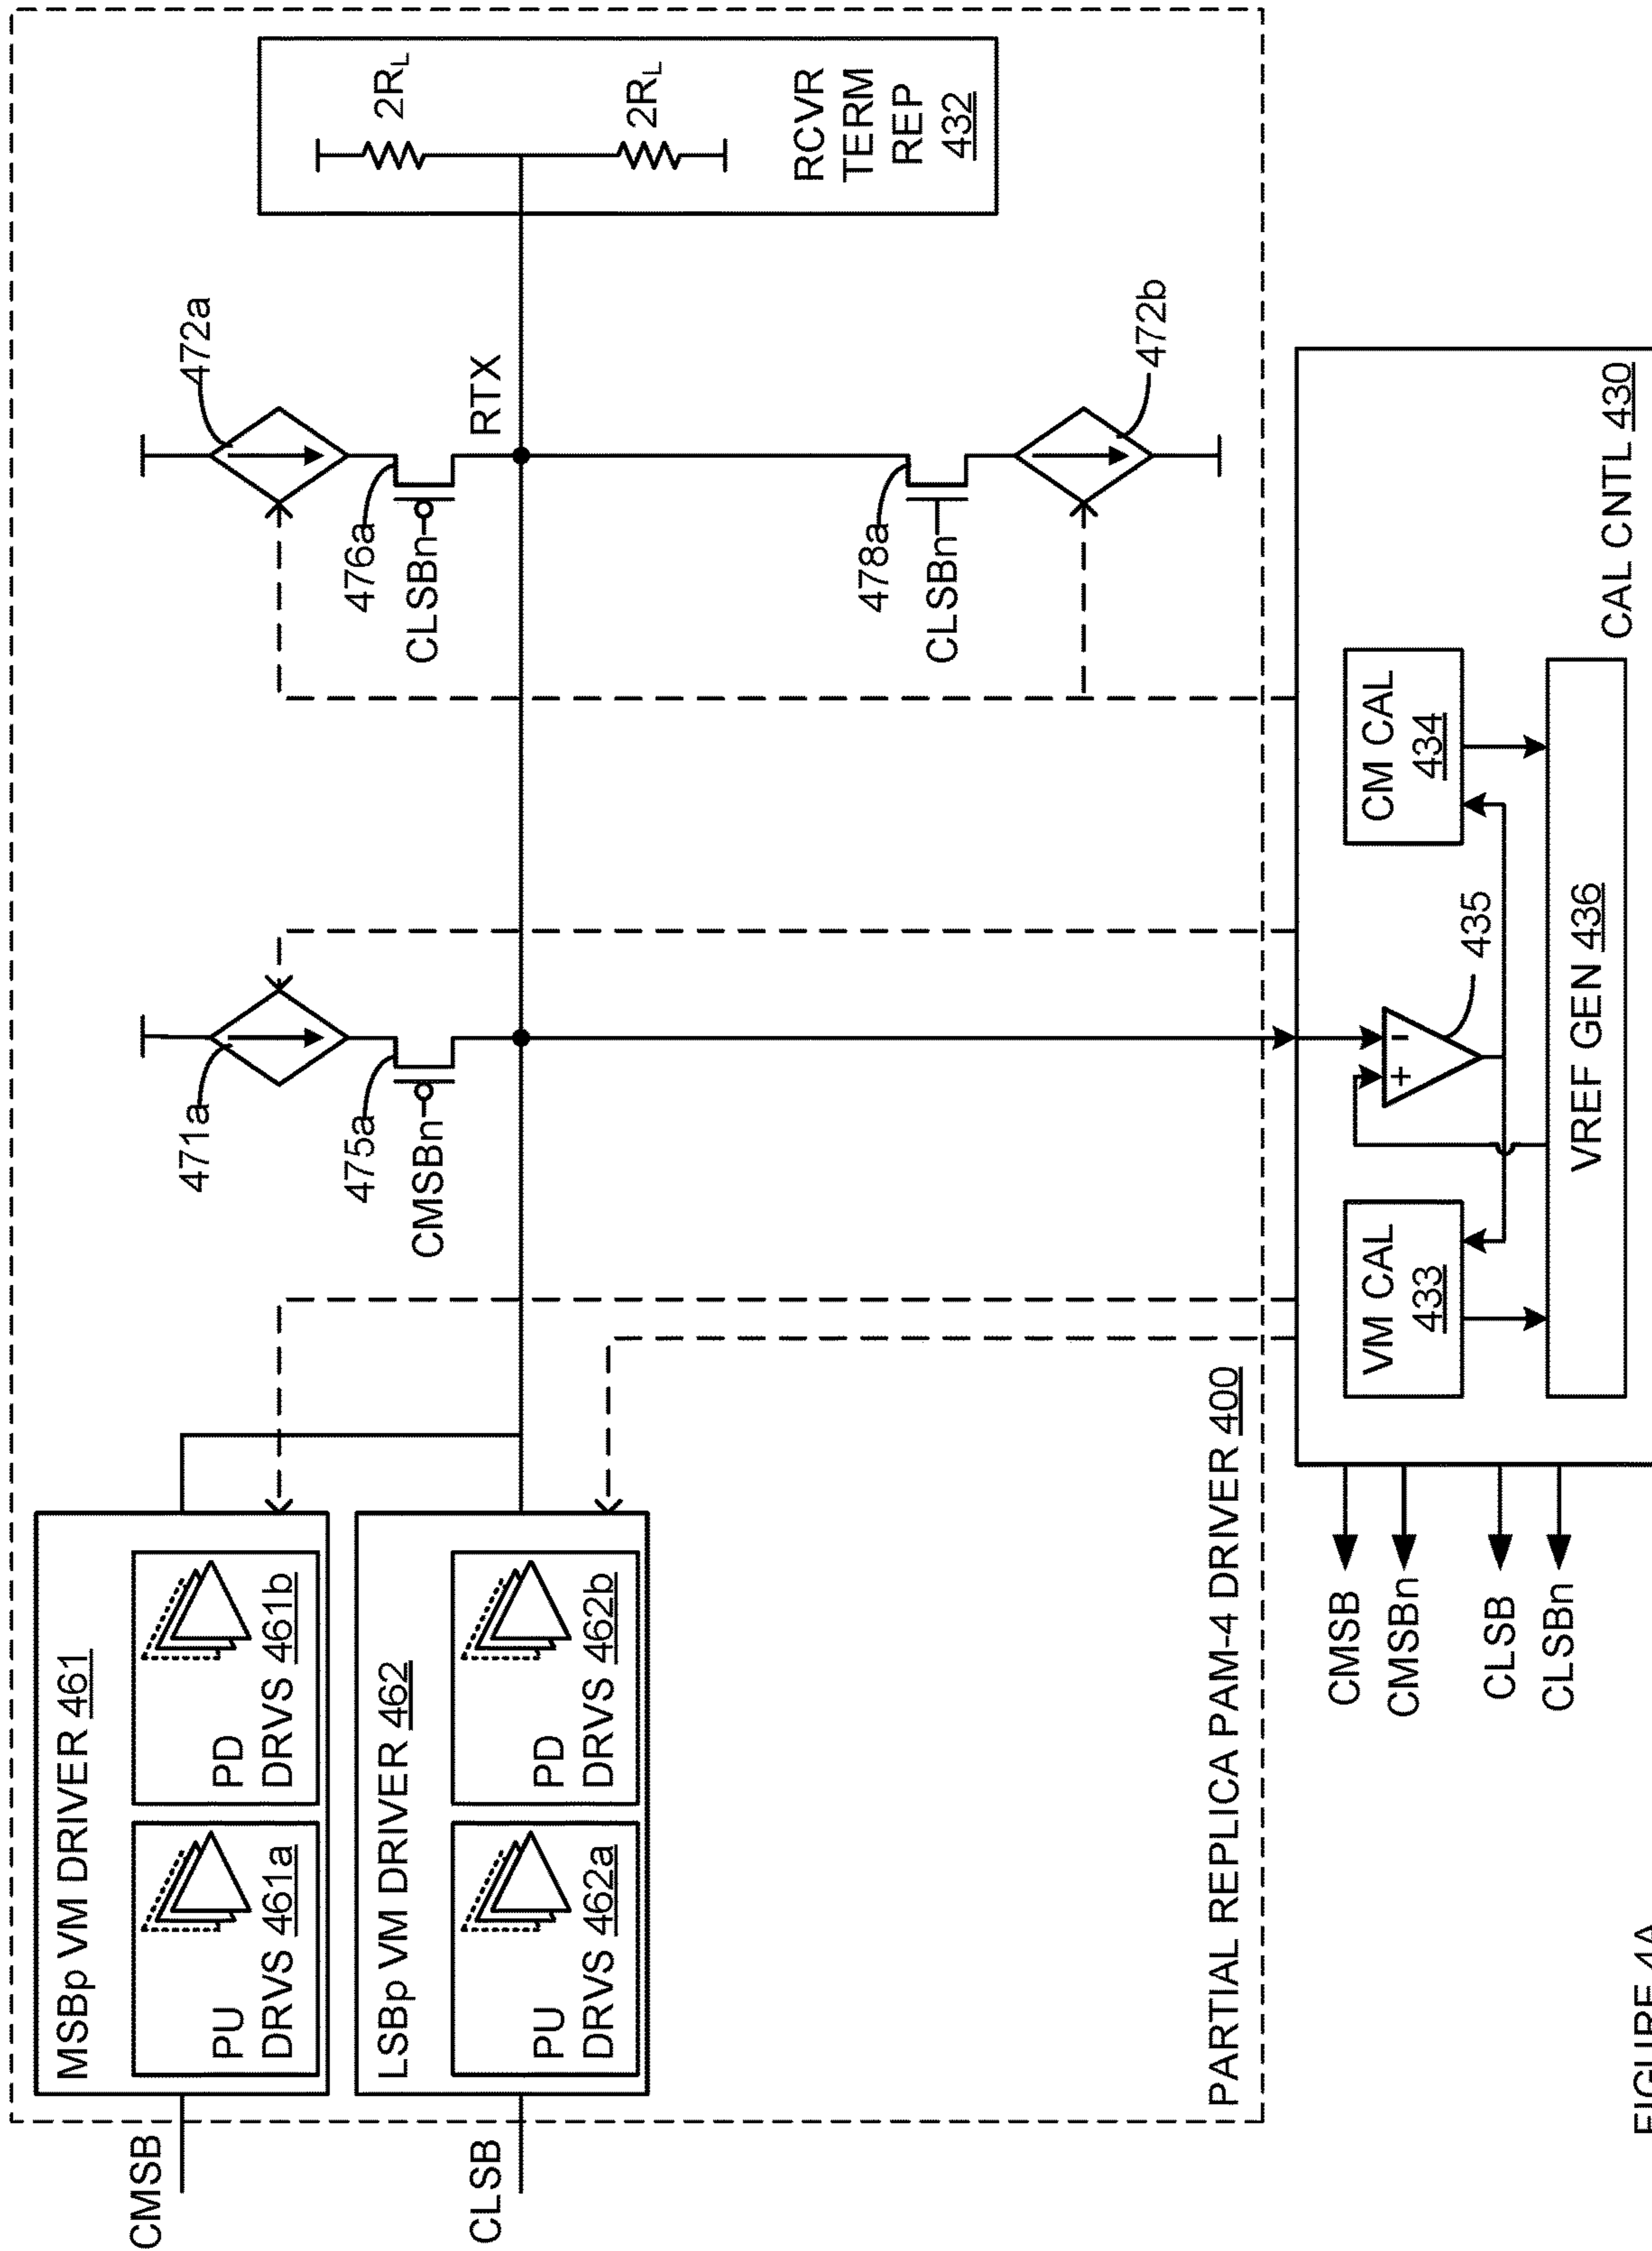 CMSB
MSBp VM DRIVER 461
PU
DRVS 461a
PD
DRVS 461b
CLSB
LSBp VM DRIVER 462
PU
DRVS 462a
PD
DRVS 462b
471a
475a
CMSBn
472a
476a
CLSBn
RTX
478a
CLSBn
472b
2RL
2RL
RCVR
TERM
REP
432
PARTIAL REPLICA PAM-4 DRIVER 400
CMSB
CMSBn
CLSB
CLSBn
VM CAL
433
+
-
435
CM CAL
434
VREF GEN 436
CAL CNTL 430
FIGURE 4A